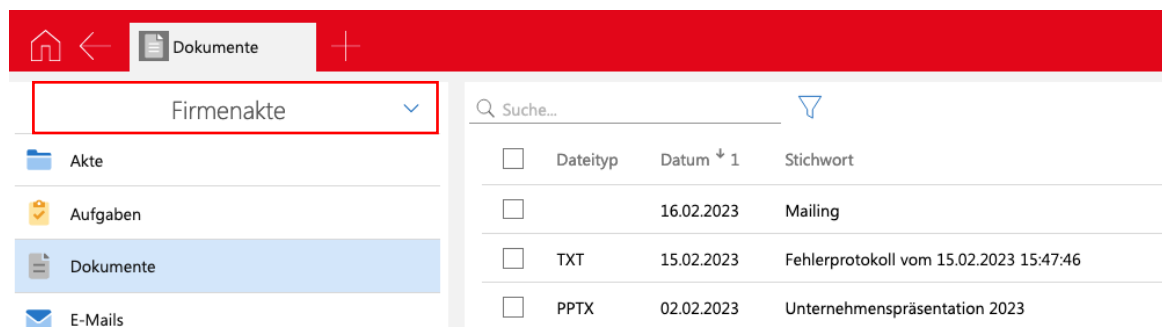 Dokumente
Firmenakte
Suche...
Akte
Dateityp Datum 1 Stichwort
Aufgaben
16.02.2023 Mailing
Dokumente
TXT 15.02.2023 Fehlerprotokoll vom 15.02.2023 15:47:46
E-Mails
PPTX 02.02.2023 Unternehmenspräsentation 2023